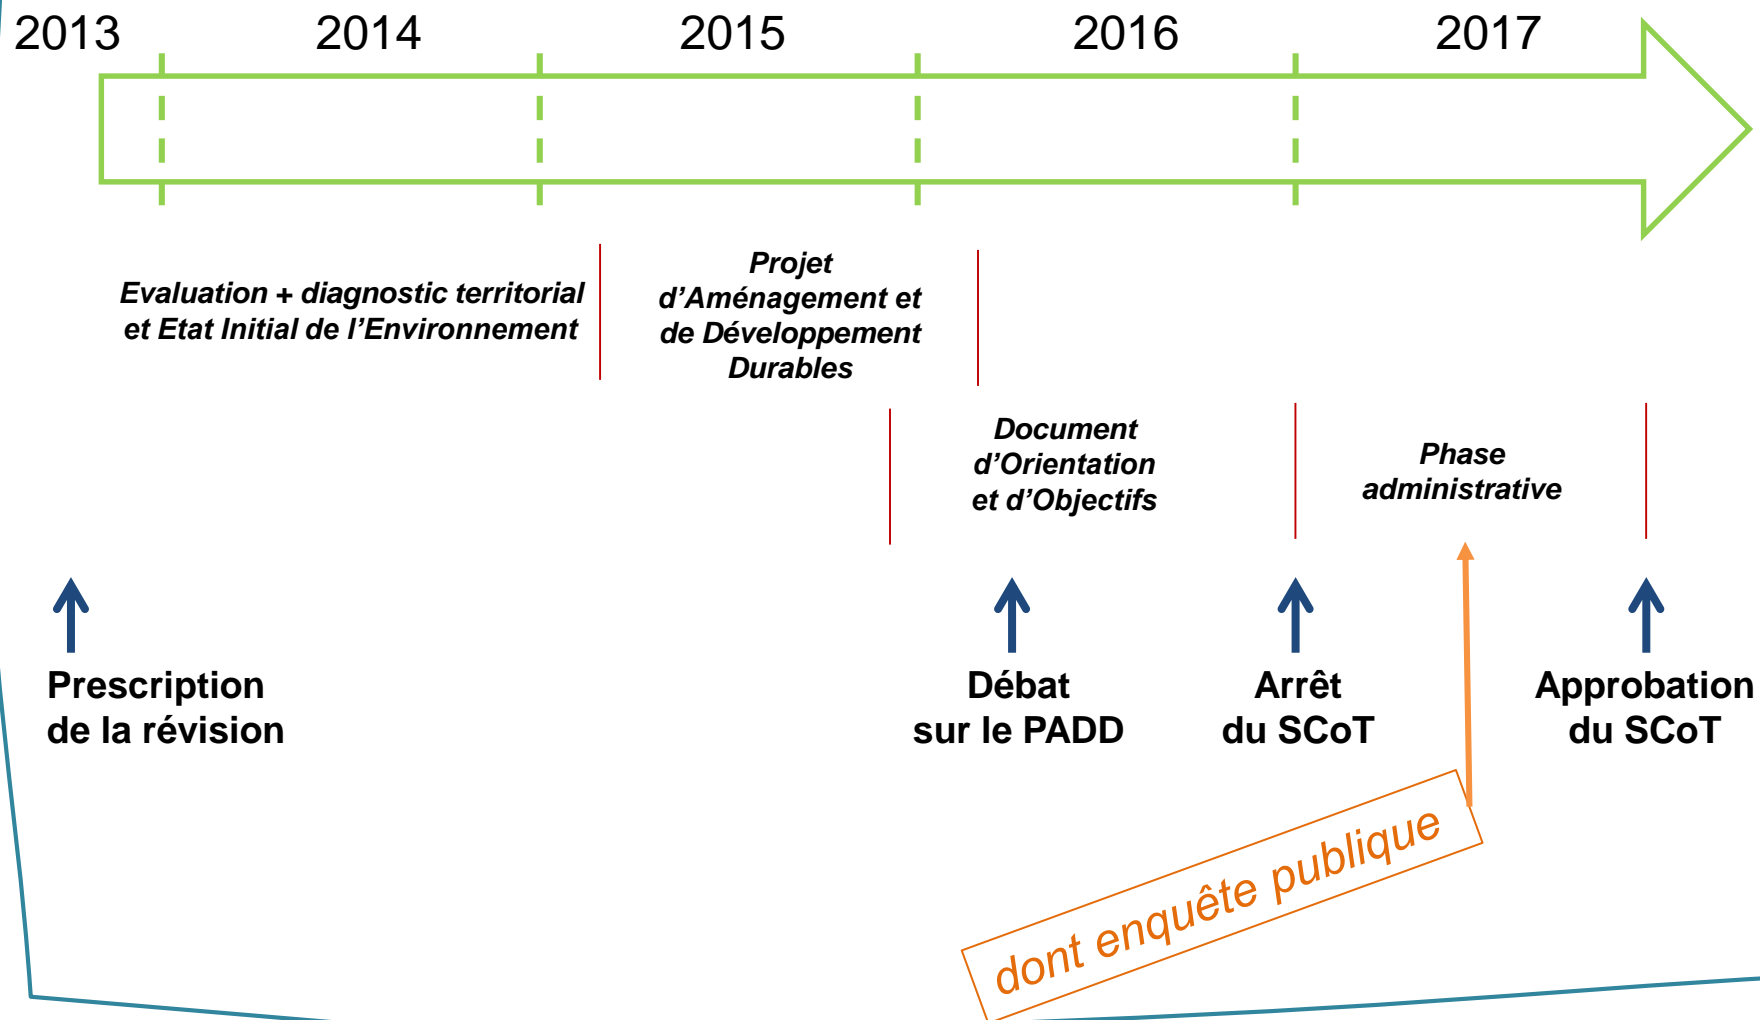 2013
2014
2015
2016
2017
Evaluation + diagnostic territorial
et Etat Initial de l’Environnement
Projet
d’Aménagement et
de Développement
Durables
Document
d’Orientation
et d’Objectifs
Phase
administrative
Prescription
de la révision
Débat
sur le PADD
Arrêt
du SCoT
Approbation
du SCoT
dont enquête publique